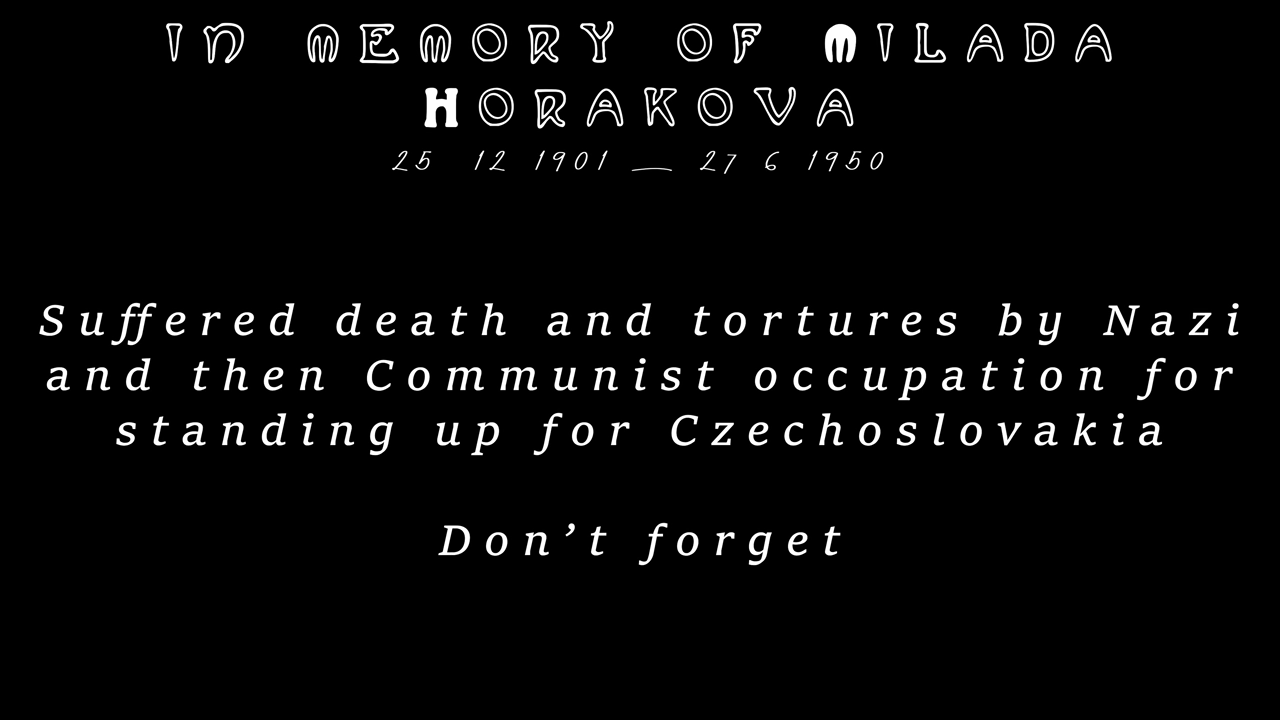 In memory of Milada
Horakova
25 12 1901 _ 27 6 1950
Suffered death and tortures by Nazi
and then Communist occupation for
standing up for Czechoslovakia
Don’t forget